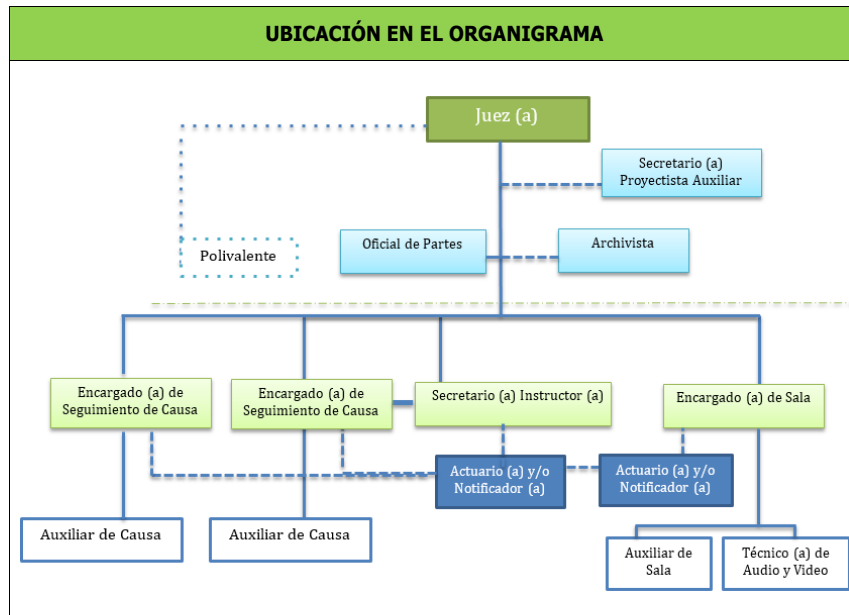 UBICACIÓN EN EL ORGANIGRAMA
Juez (a)
Secretario (a)
Proyectista Auxiliar
Polivalente
Oficial de Partes
Archivista
Encargado (a) de
Seguimiento de Causa
Encargado (a) de
Seguimiento de Causa
Secretario (a) Instructor (a)
Encargado (a) de Sala
Actuario (a) y/o
Notificador (a)
Actuario (a) y/o
Notificador (a)
Auxiliar de Causa
Auxiliar de Causa
Auxiliar de
Sala
Técnico (a) de
Audio y Video